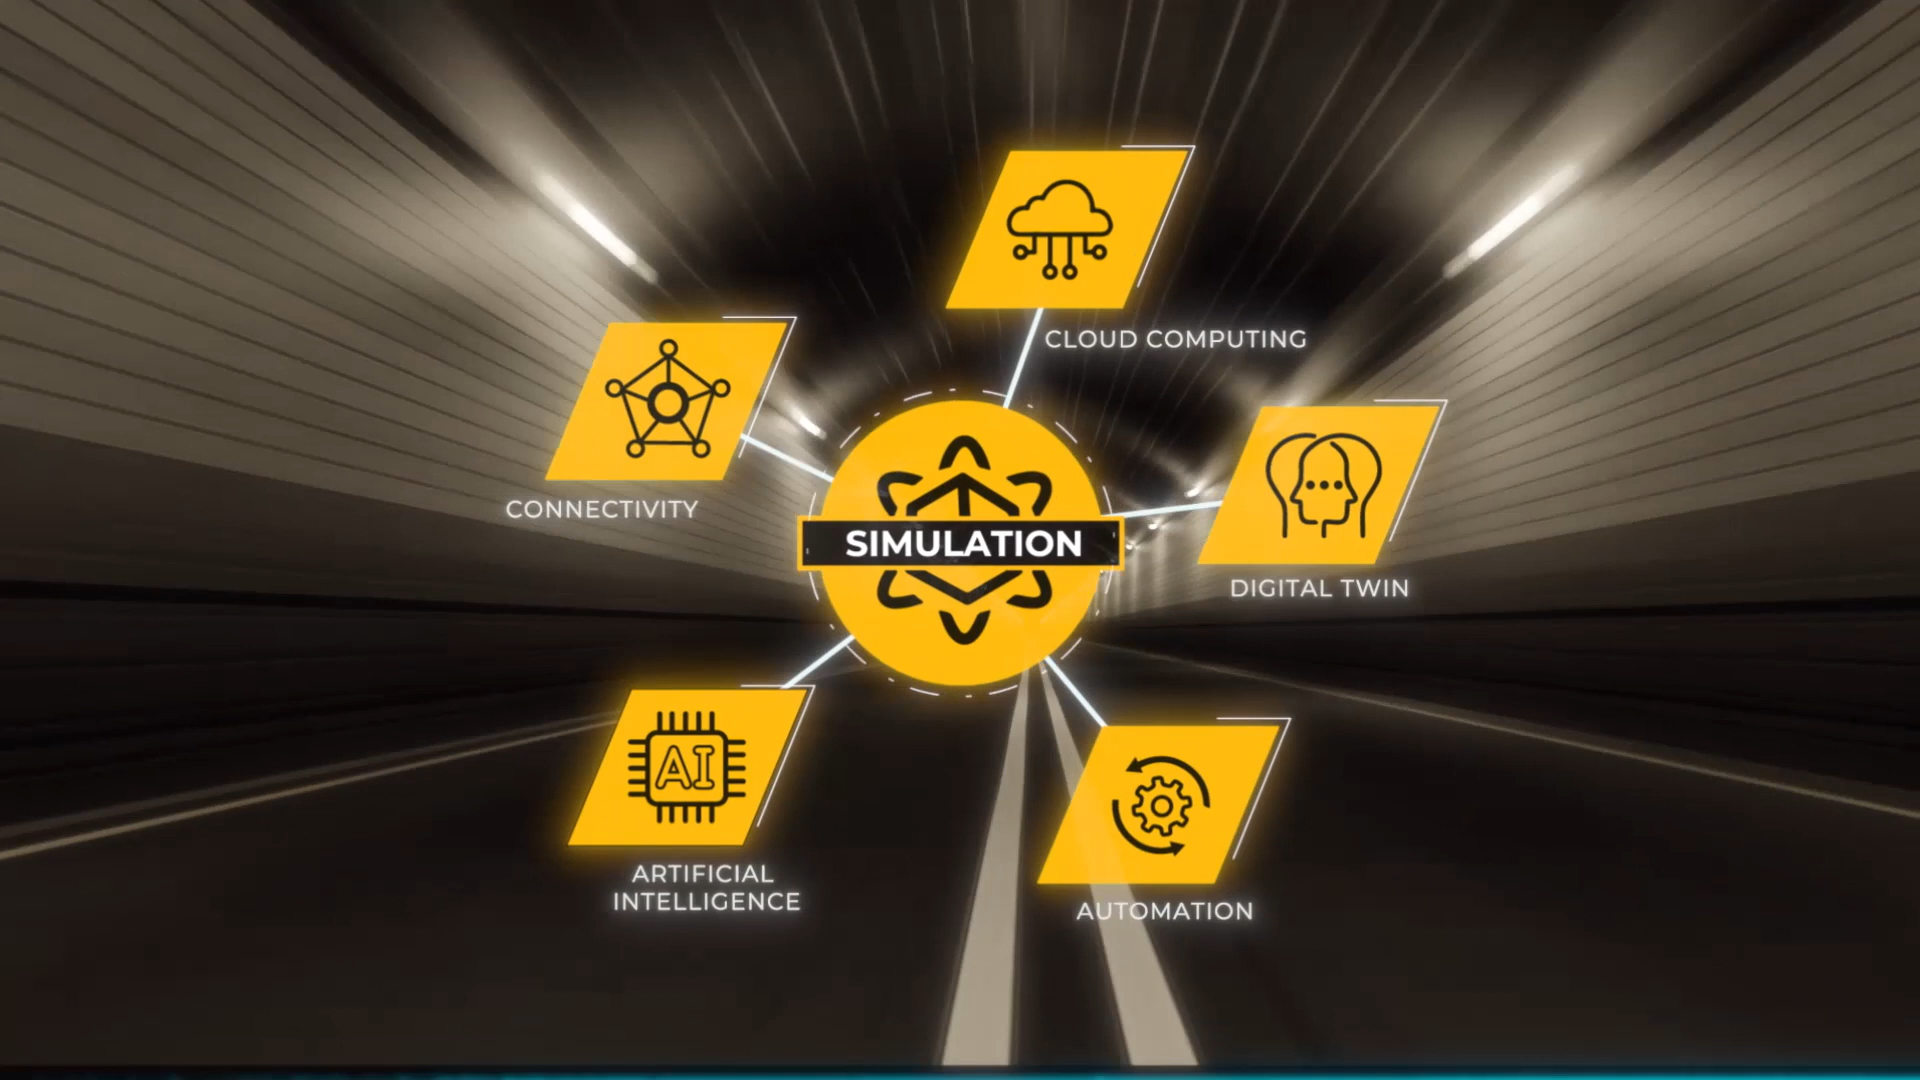 CLOUD COMPUTING
CONNECTIVITY
SIMULATION
DIGITAL TWIN
AI
ARTIFICIAL
INTELLIGENCE
AUTOMATION